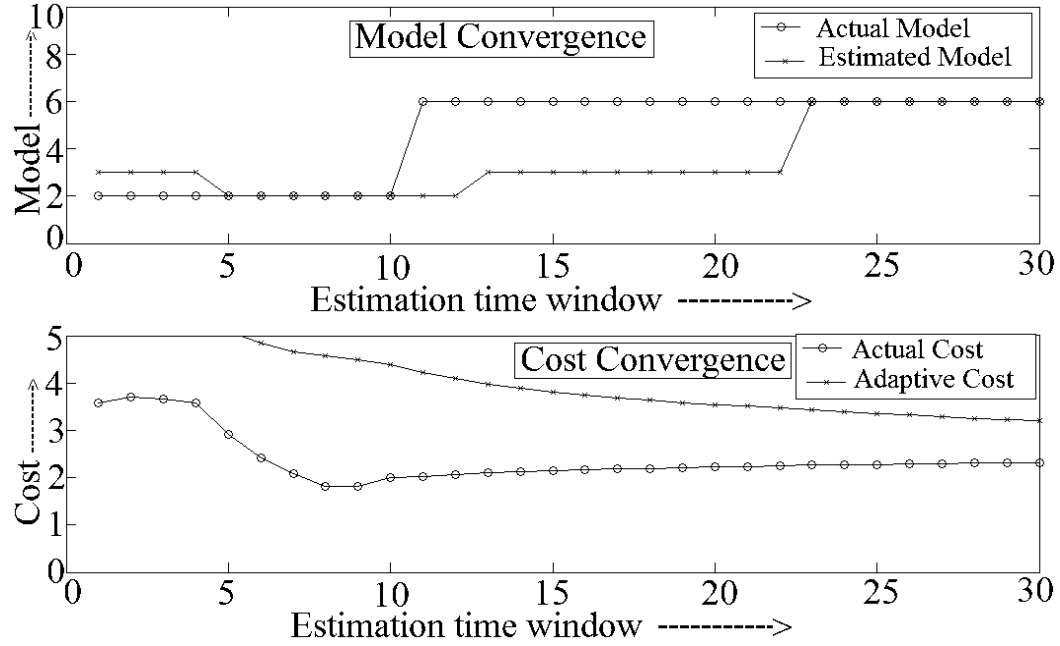 10
8
6
4
2
0
Model
Model Convergence
Actual Model
Estimated Model
0 5 10 15 20 25 30
Estimation time window
5
4
3
2
1
0
Cost
Cost Convergence
Actual Cost
Adaptive Cost
0 5 10 15 20 25 30
Estimation time window